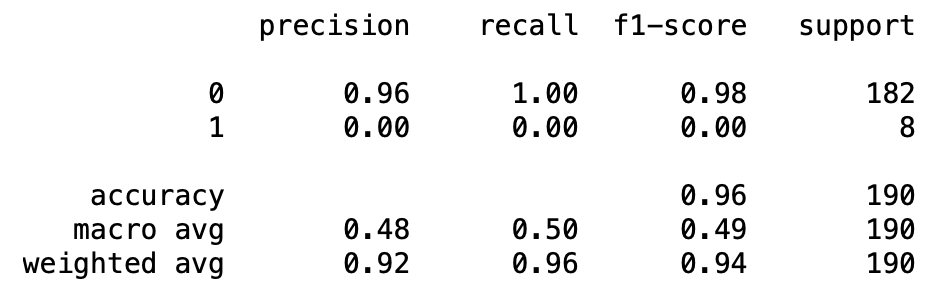 precision recall f1-score support
0 0.96 1.00 0.98 182
1 0.00 0.00 0.00 8
accuracy 0.96 190
macro avg 0.48 0.50 0.49 190
weighted avg 0.92 0.96 0.94 190